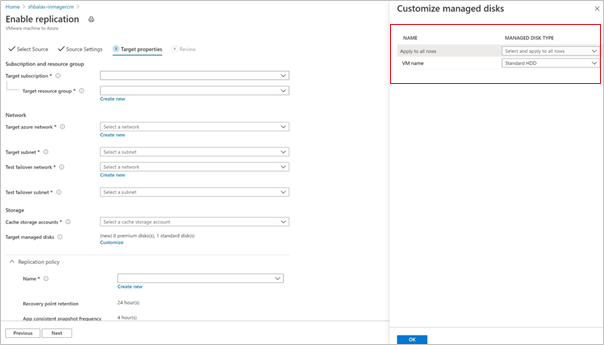 Home > shbalax-inmagercm >
Enable replication
VMware machine to Azure
Select Source
Source Settings
3 Target properties
4 Review
Subscription and resource group
Target subscription * 
Target resource group *
Create new
Network
Target azure network *
Select a network
Create new
Target subnet *
Select a subnet
Test failover network *
Select a network
Create new
Test failover subnet *
Select a subnet
Storage
Cache storage accounts *
Select a cache storage account
Target managed disks
(new) 0 premium disks(s), 1 standard disk(s)
Customize
Replication policy
Name *
Create new
Recovery point retention
24 hour(s)
App consistent snapshot frequency
4 hour(s)
Previous
Next
Customize managed disks
NAME
MANAGED DISK TYPE
Apply to all rows
Select and apply to all rows
VM name
Standard HDD
OK